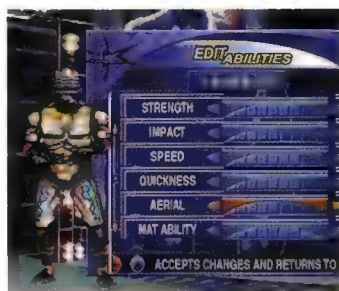 EDIT ABILITIES
STRENGTH
IMPACT
SPEED
QUICKNESS
AERIAL
MAT ABILITY
ACCEPTS CHANGES AND RETURNS TO